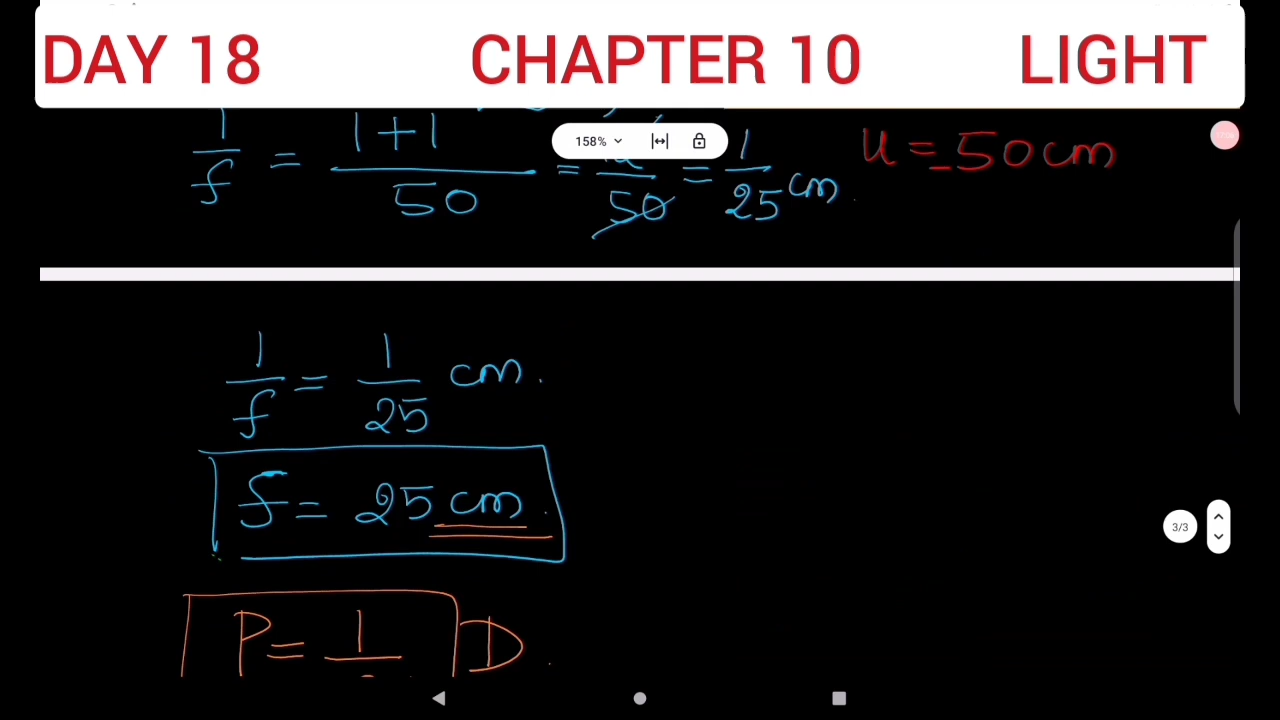 DAY 18 CHAPTER 10 LIGHT
158%
1/f = 1+1/50 = /50 = 1/25 cm. u = -50cm
1/f = 1/25 cm.
f = 25 cm.
3/3
P = 1/ D.